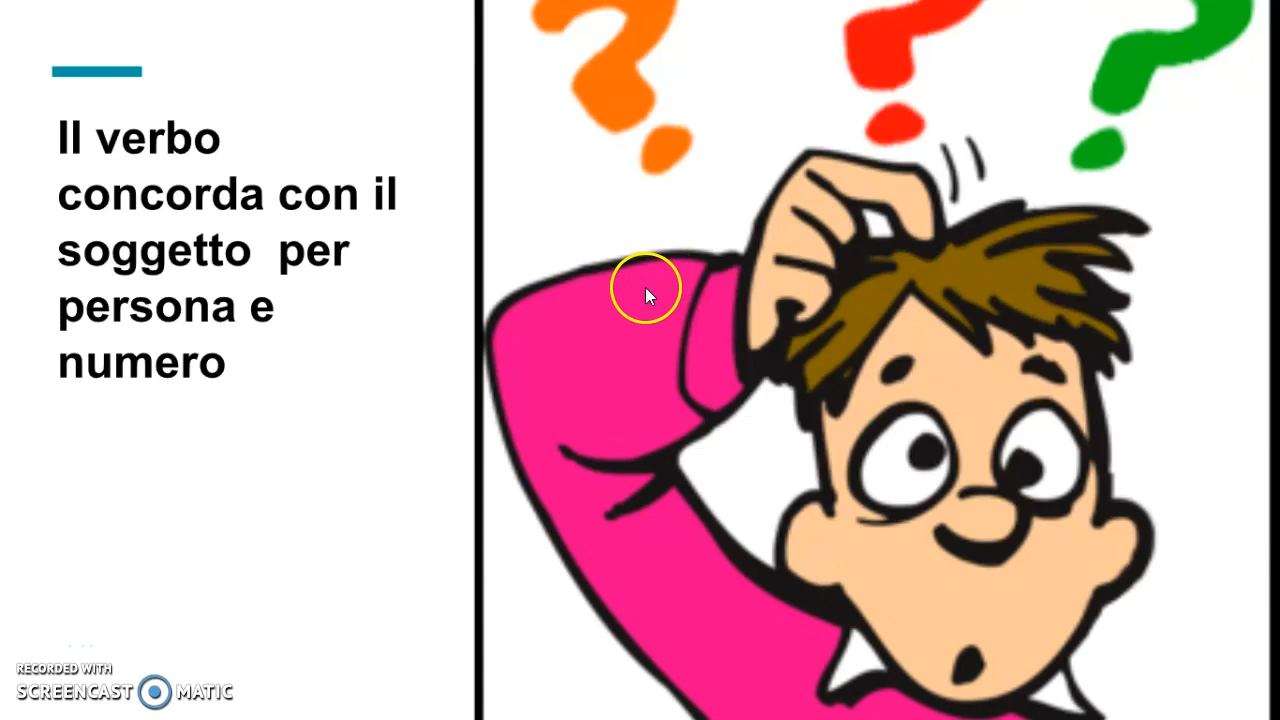 Il verbo
concorda con il
soggetto per
persona e
numero
RECORDED WITH
SCREENCAST MATIC